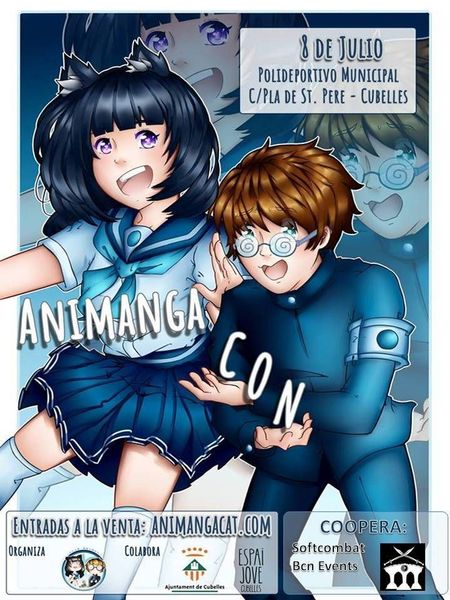 8 de Julio
Polideportivo Municipal
C/Pla de St. Pere - Cubelles
ANIMANGA
CON
Entradas a la venta: ANIMANGACAT.COM
Organiza
Colabora
Ajuntament de Cubelles
ESPAI
JOVE
CUBELLES
COOPERA:
Softcombat
Bcn Events